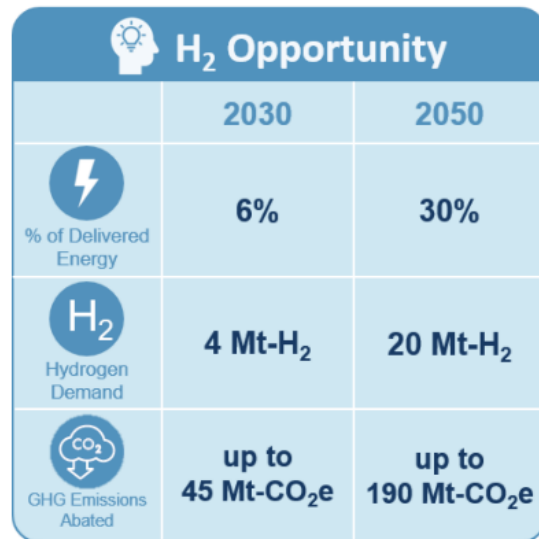 H₂ Opportunity
2030 2050
% of Delivered
Energy
6% 30%
H₂
Hydrogen
Demand
4 Mt-H₂ 20 Mt-H₂
CO₂
GHG Emissions
Abated
up to
45 Mt-CO₂e
up to
190 Mt-CO₂e